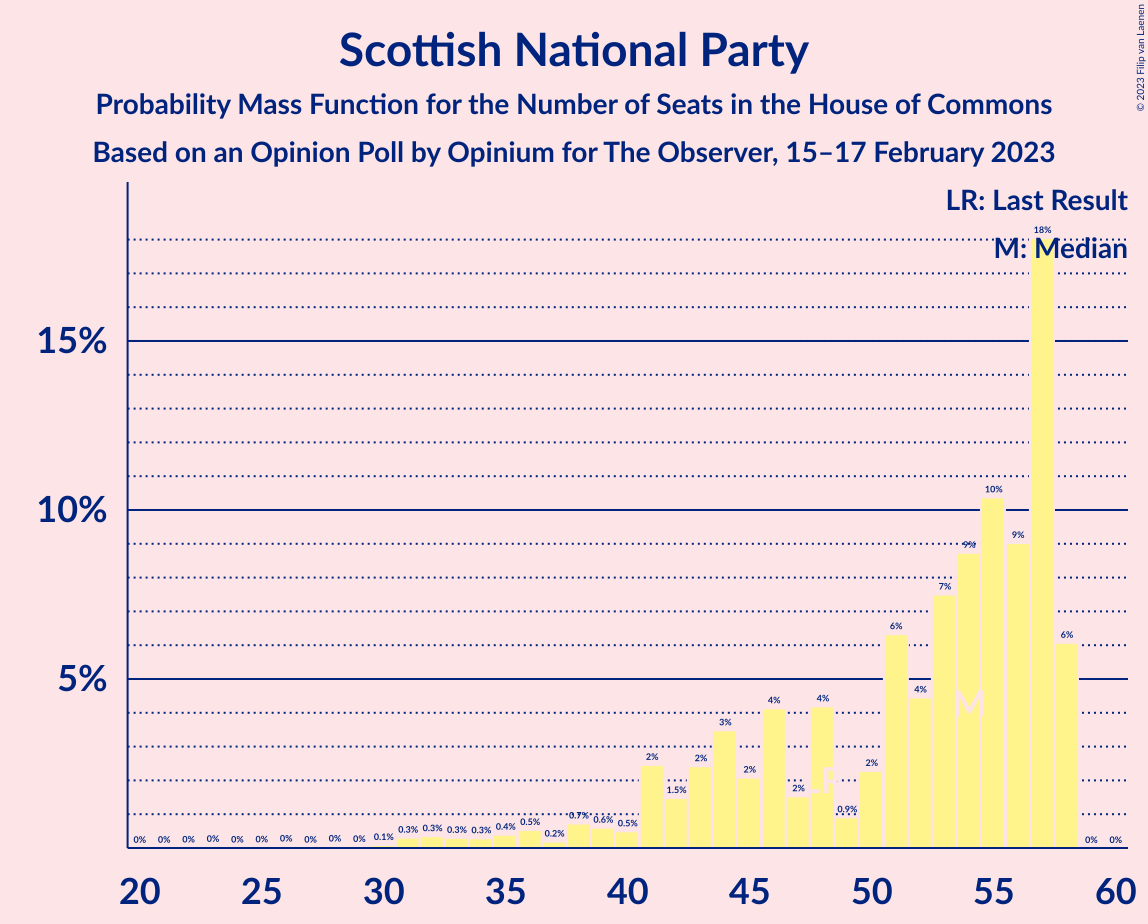 Scottish National Party
Probability Mass Function for the Number of Seats in the House of Commons
Based on an Opinion Poll by Opinium for The Observer, 15–17 February 2023
© 2023 Filip van Laenen
LR: Last Result
M: Median
18%
15%
10%
10%
9%
9%
7%
6%
6%
5%
4%
M
4%
4%
3%
2%
2%
2%
LR
2%
1.5%
2%
0.9%
0% 0% 0% 0% 0% 0% 0% 0% 0% 0% 0.1% 0.3% 0.3% 0.3% 0.3% 0.4% 0.5% 0.2% 0.7% 0.6% 0.5%
0% 0%
20 25 30 35 40 45 50 55 60